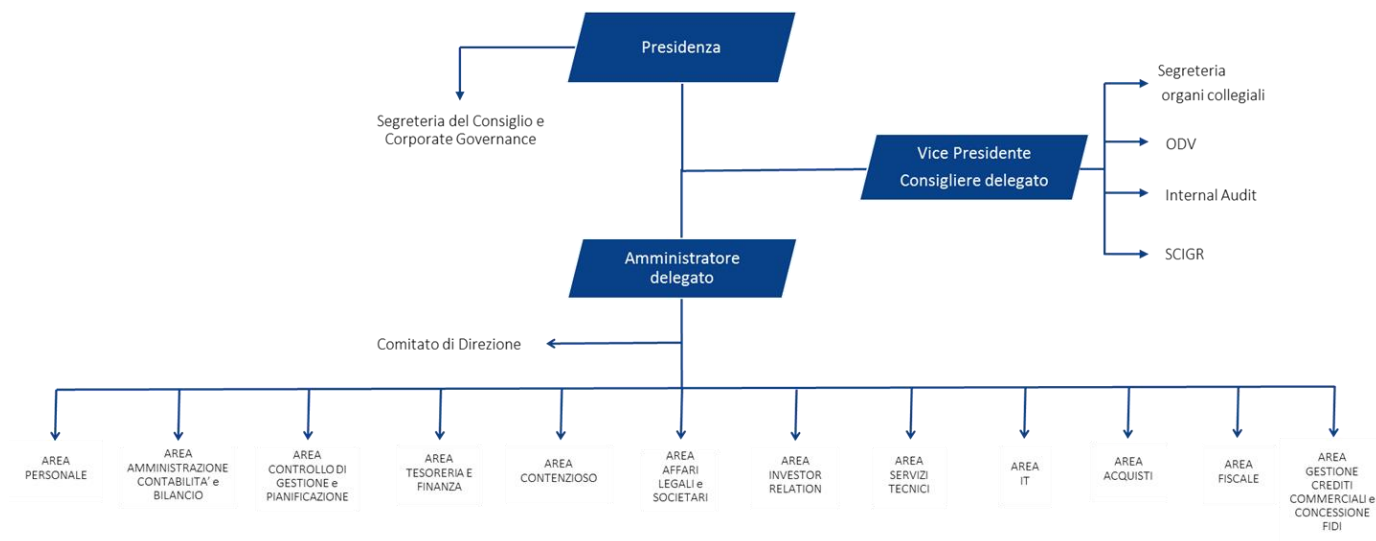 Presidenza
Segreteria del Consiglio e
Corporate Governance
Segreteria
organi collegiali
Vice Presidente
Consigliere delegato
ODV
Internal Audit
SCIGR
Amministratore
delegato
Comitato di Direzione
AREA
PERSONALE
AREA
AMMINISTRAZIONE
CONTABILITA' e
BILANCIO
AREA
CONTROLLO DI
GESTIONE e
PIANIFICAZIONE
AREA
TESORERIA E
FINANZA
AREA
CONTENZIOSO
AREA
AFFARI
LEGALI e
SOCIETARI
AREA
INVESTOR
RELATION
AREA
SERVIZI
TECNICI
AREA
IT
AREA
ACQUISTI
AREA
FISCALE
AREA
GESTIONE
CREDITI
COMMERCIALI e
CONCESSIONE
FIDI